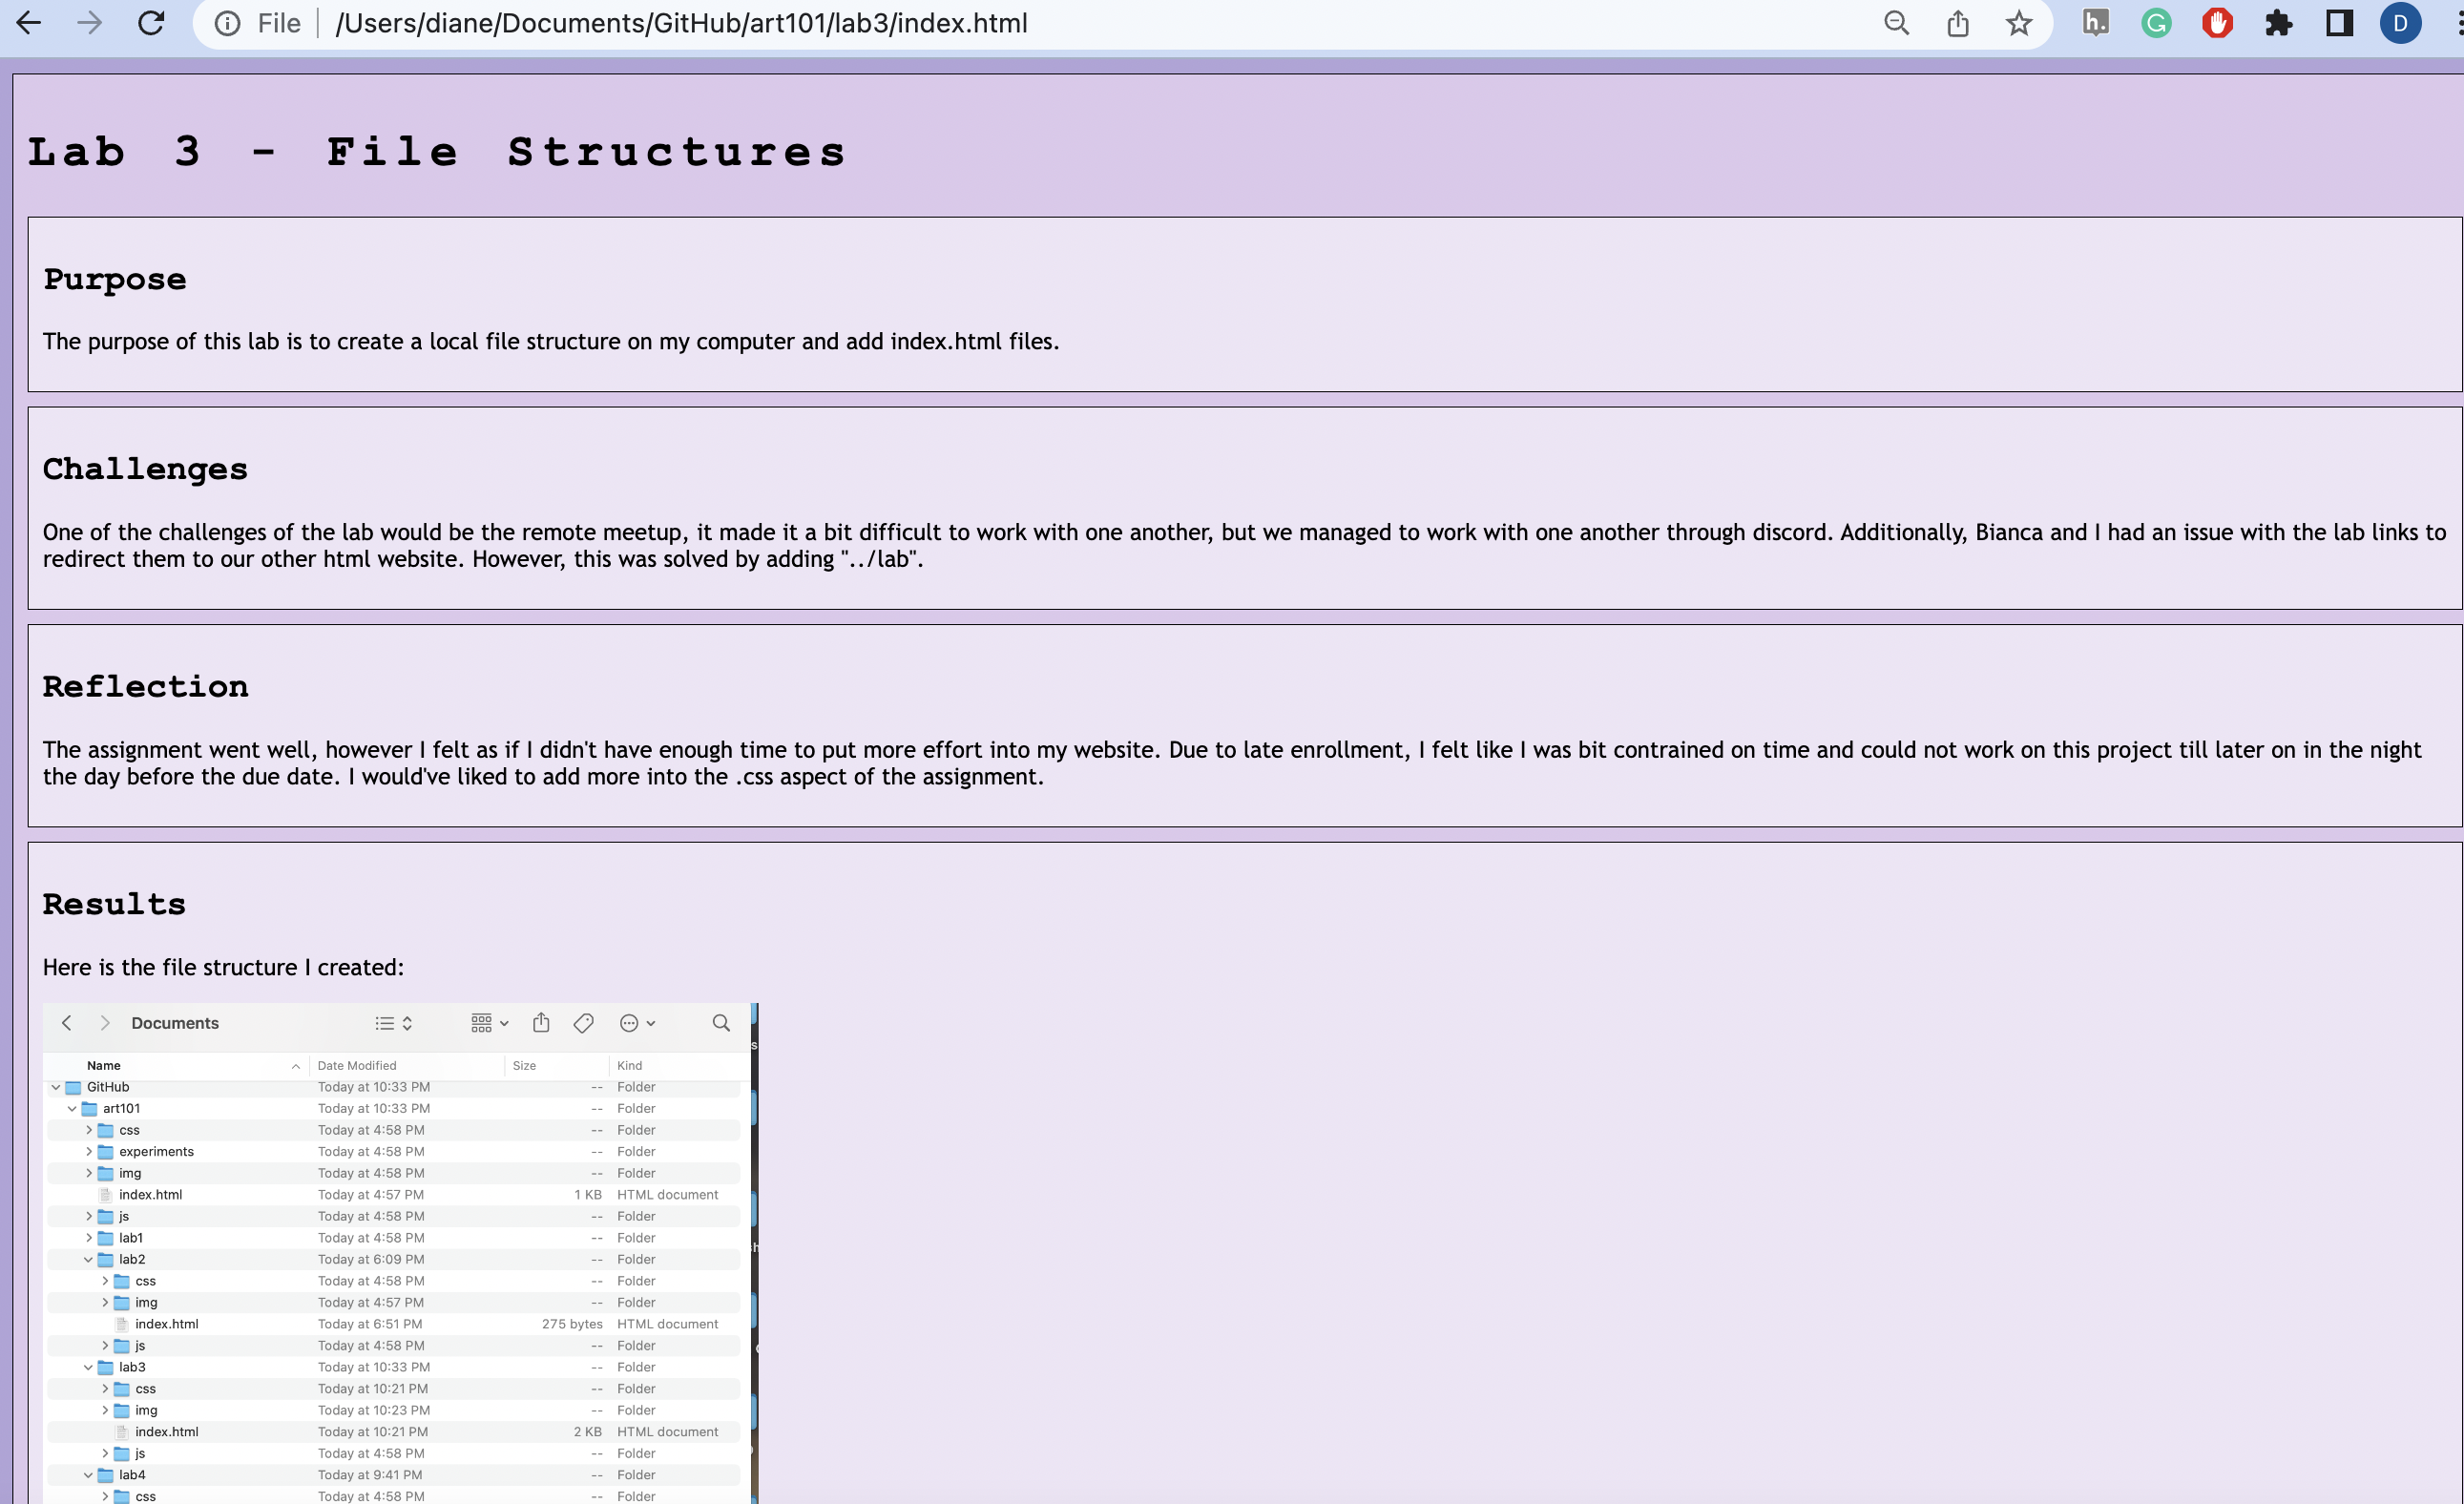 File /Users/diane/Documents/GitHub/art101/lab3/index.html
h. G D
Lab 3 - File Structures
Purpose
The purpose of this lab is to create a local file structure on my computer and add index.html files.
Challenges
One of the challenges of the lab would be the remote meetup, it made it a bit difficult to work with one another, but we managed to work with one another through discord. Additionally, Bianca and I had an issue with the lab links to
redirect them to our other html website. However, this was solved by adding "../lab".
Reflection
The assignment went well, however I felt as if I didn't have enough time to put more effort into my website. Due to late enrollment, I felt like I was bit contrained on time and could not work on this project till later on in the night
the day before the due date. I would've liked to add more into the .css aspect of the assignment.
Results
Here is the file structure I created:
Documents
Name Date Modified Size Kind
GitHub Today at 10:33 PM -- Folder
art101 Today at 10:33 PM -- Folder
css Today at 4:58 PM -- Folder
experiments Today at 4:58 PM -- Folder
img Today at 4:58 PM -- Folder
index.html Today at 4:57 PM 1 KB HTML document
js Today at 4:58 PM -- Folder
lab1 Today at 4:58 PM -- Folder
lab2 Today at 6:09 PM -- Folder
css Today at 4:58 PM -- Folder
img Today at 4:57 PM -- Folder
index.html Today at 6:51 PM 275 bytes HTML document
js Today at 4:58 PM -- Folder
lab3 Today at 10:33 PM -- Folder
css Today at 10:21 PM -- Folder
img Today at 10:23 PM -- Folder
index.html Today at 10:21 PM 2 KB HTML document
js Today at 4:58 PM -- Folder
lab4 Today at 9:41 PM -- Folder
css Today at 4:58 PM -- Folder